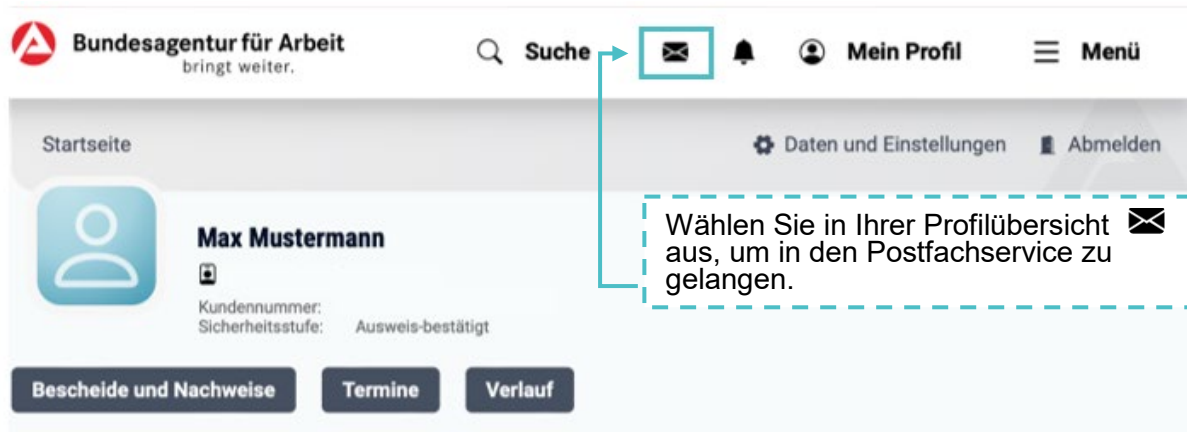 Bundesagentur für Arbeit
bringt weiter.
Suche
Mein Profil
Menü
Startseite
Daten und Einstellungen
Abmelden
Wählen Sie in Ihrer Profilübersicht
aus, um in den Postfachservice zu
gelangen.
Max Mustermann
Kundennummer:
Sicherheitsstufe: Ausweis-bestätigt
Bescheide und Nachweise
Termine
Verlauf